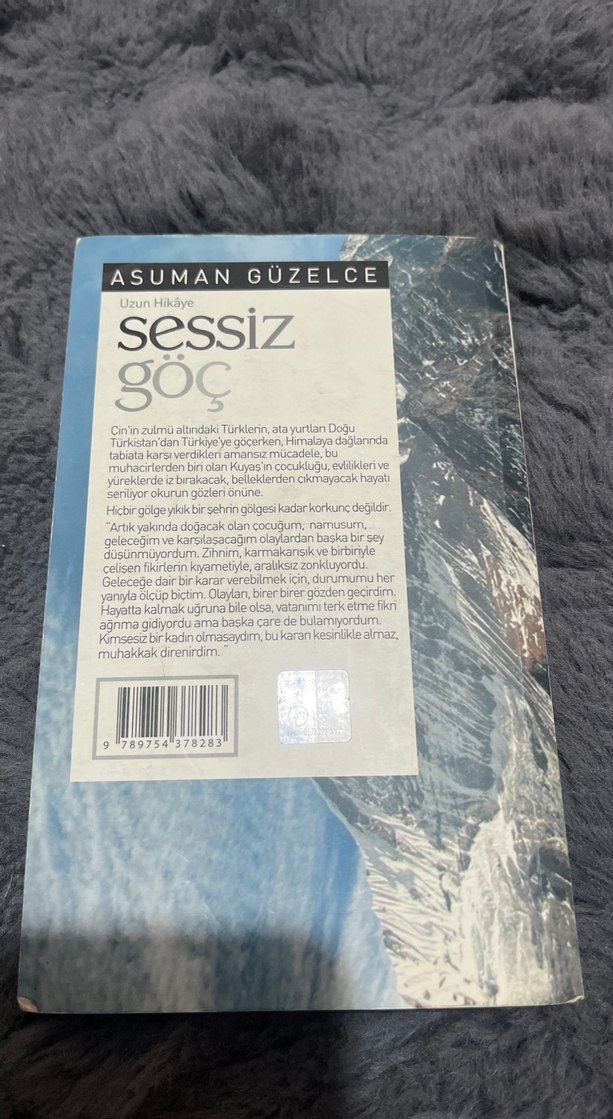 ASUMAN GÜZELCE
Uzun Hikâye
sessiz
göç
Çin'in zulmü altındaki Türklerin, ata yurtları Doğu
Türkistan'dan Türkiye'ye göçerken, Himalaya dağlarında
tabiata karşı verdikleri amansız mücadele, bu
muhacirlerden biri olan Kuyas'ın çocukluğu, evlilikleri ve
yüreklerde iz bırakacak, belleklerden çıkmayacak hayatı
seriliyor okurun gözleri önüne.
Hiçbir gölge yıkık bir şehrin gölgesi kadar korkunç değildir.
"Artık yakında doğacak olan çocuğum, namusum,
geleceğim ve karşılaşacağım olaylardan başka bir şey
düşünmüyordum. Zihnim, karmakarışık ve birbiriyle
çelişen fikirlerin kıyametiyle, aralıksız zonkluyordu.
Geleceğe dair bir karar verebilmek için, durumumu her
yanıyla ölçüp biçtim. Olayları, birer birer gözden geçirdim.
Hayatta kalmak uğruna bile olsa, vatanımı terk etme fikri
ağrıma gidiyordu ama başka çare de bulamıyordum.
Kimsesiz bir kadın olmasaydım, bu kararı kesinlikle almaz,
muhakkak direnirdim. "
9 789754 378283